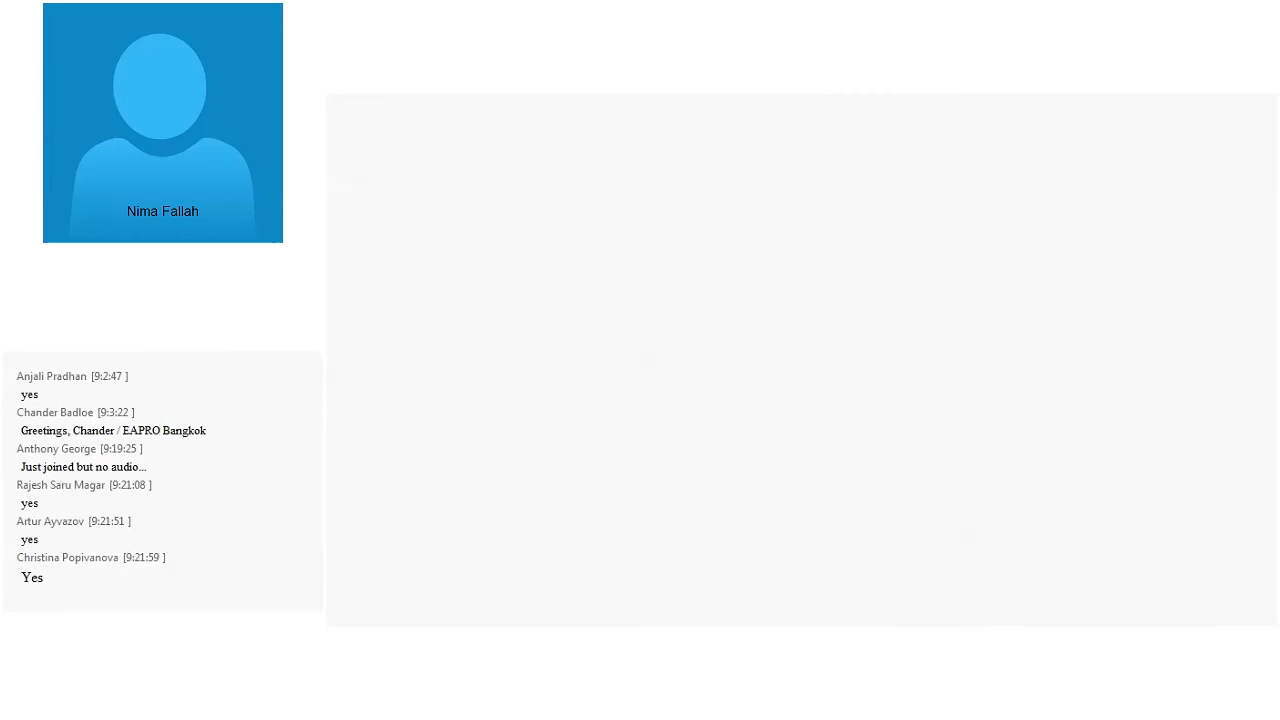 Nima Fallah
Anjali Pradhan [9:2:47 ]
yes
Chander Badloe [9:3:22 ]
Greetings, Chander / EAPRO Bangkok
Anthony George [9:19:25 ]
Just joined but no audio...
Rajesh Saru Magar [9:21:08 ]
yes
Artur Ayvazov [9:21:51 ]
yes
Christina Popivanova [9:21:59 ]
Yes